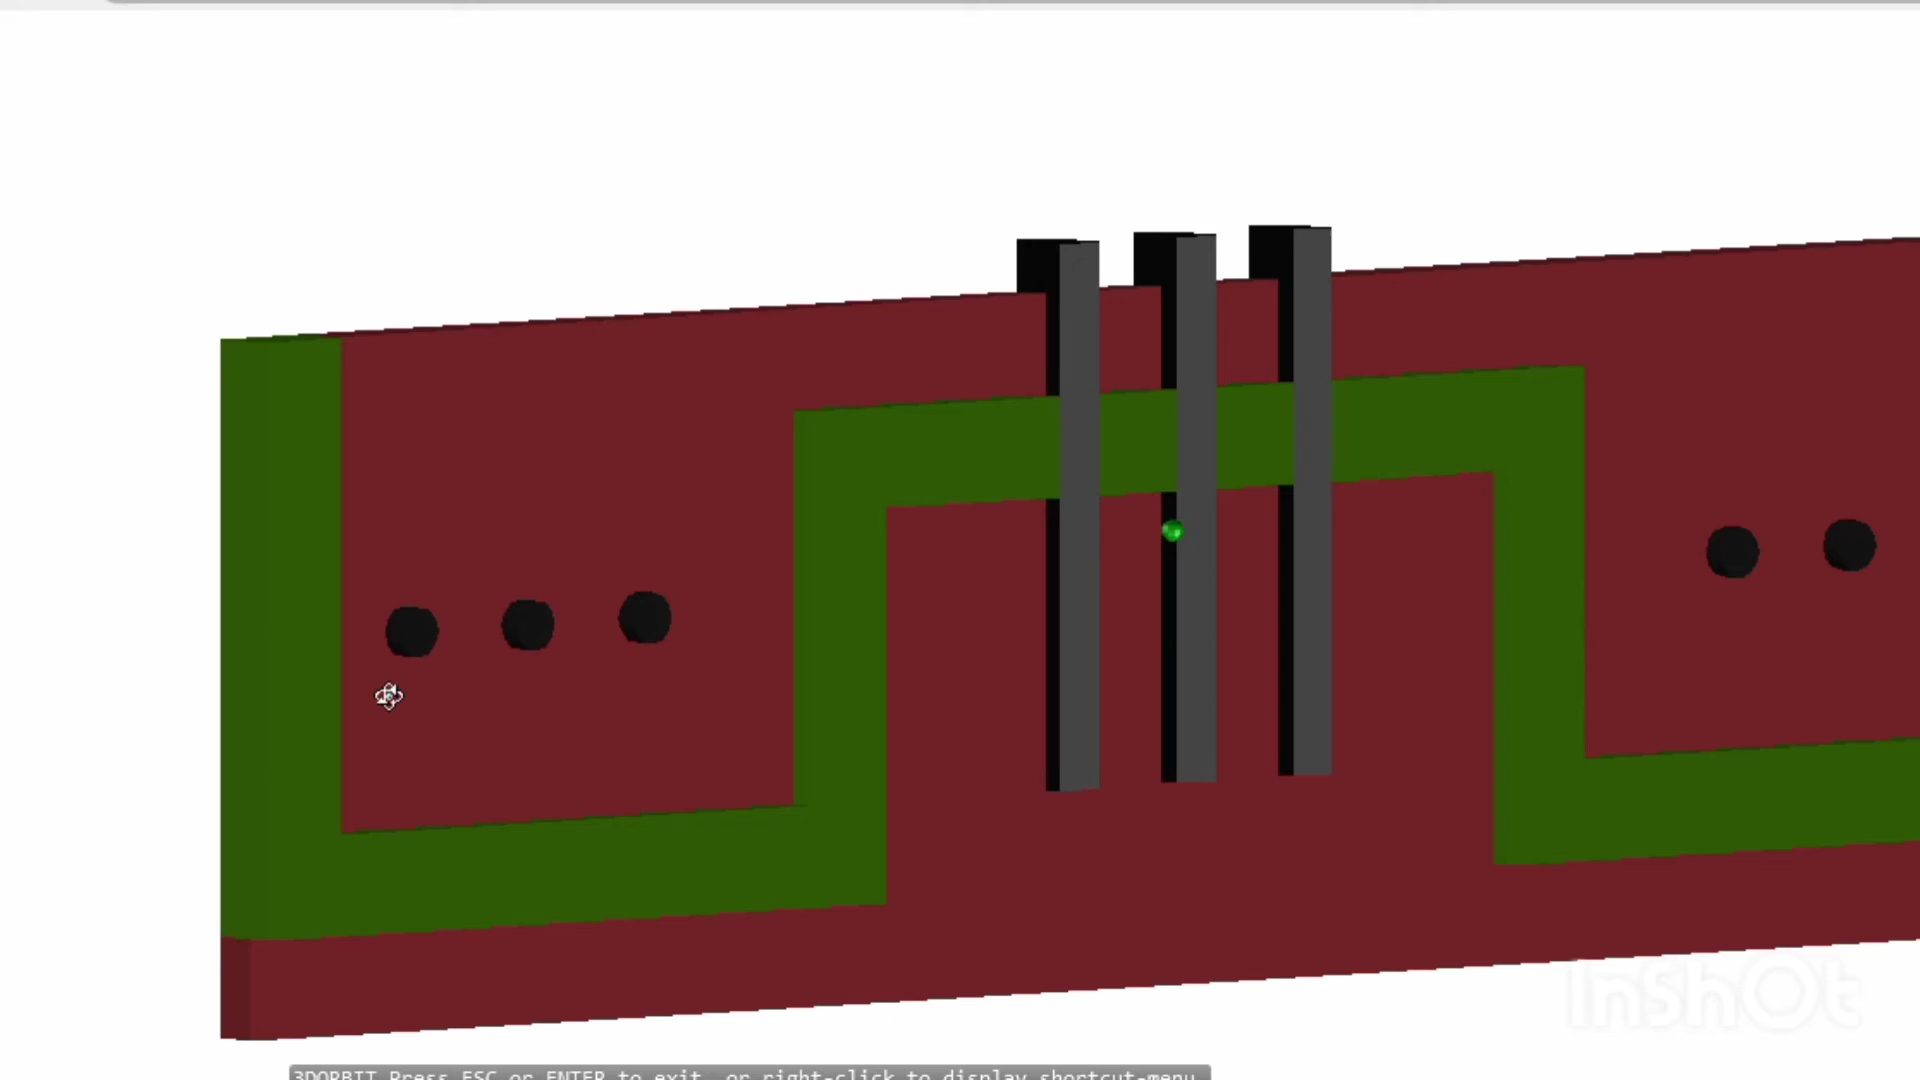 InShOt
3DORBIT Press ESC or ENTER to exit, or right-click to display shortcut-menu.